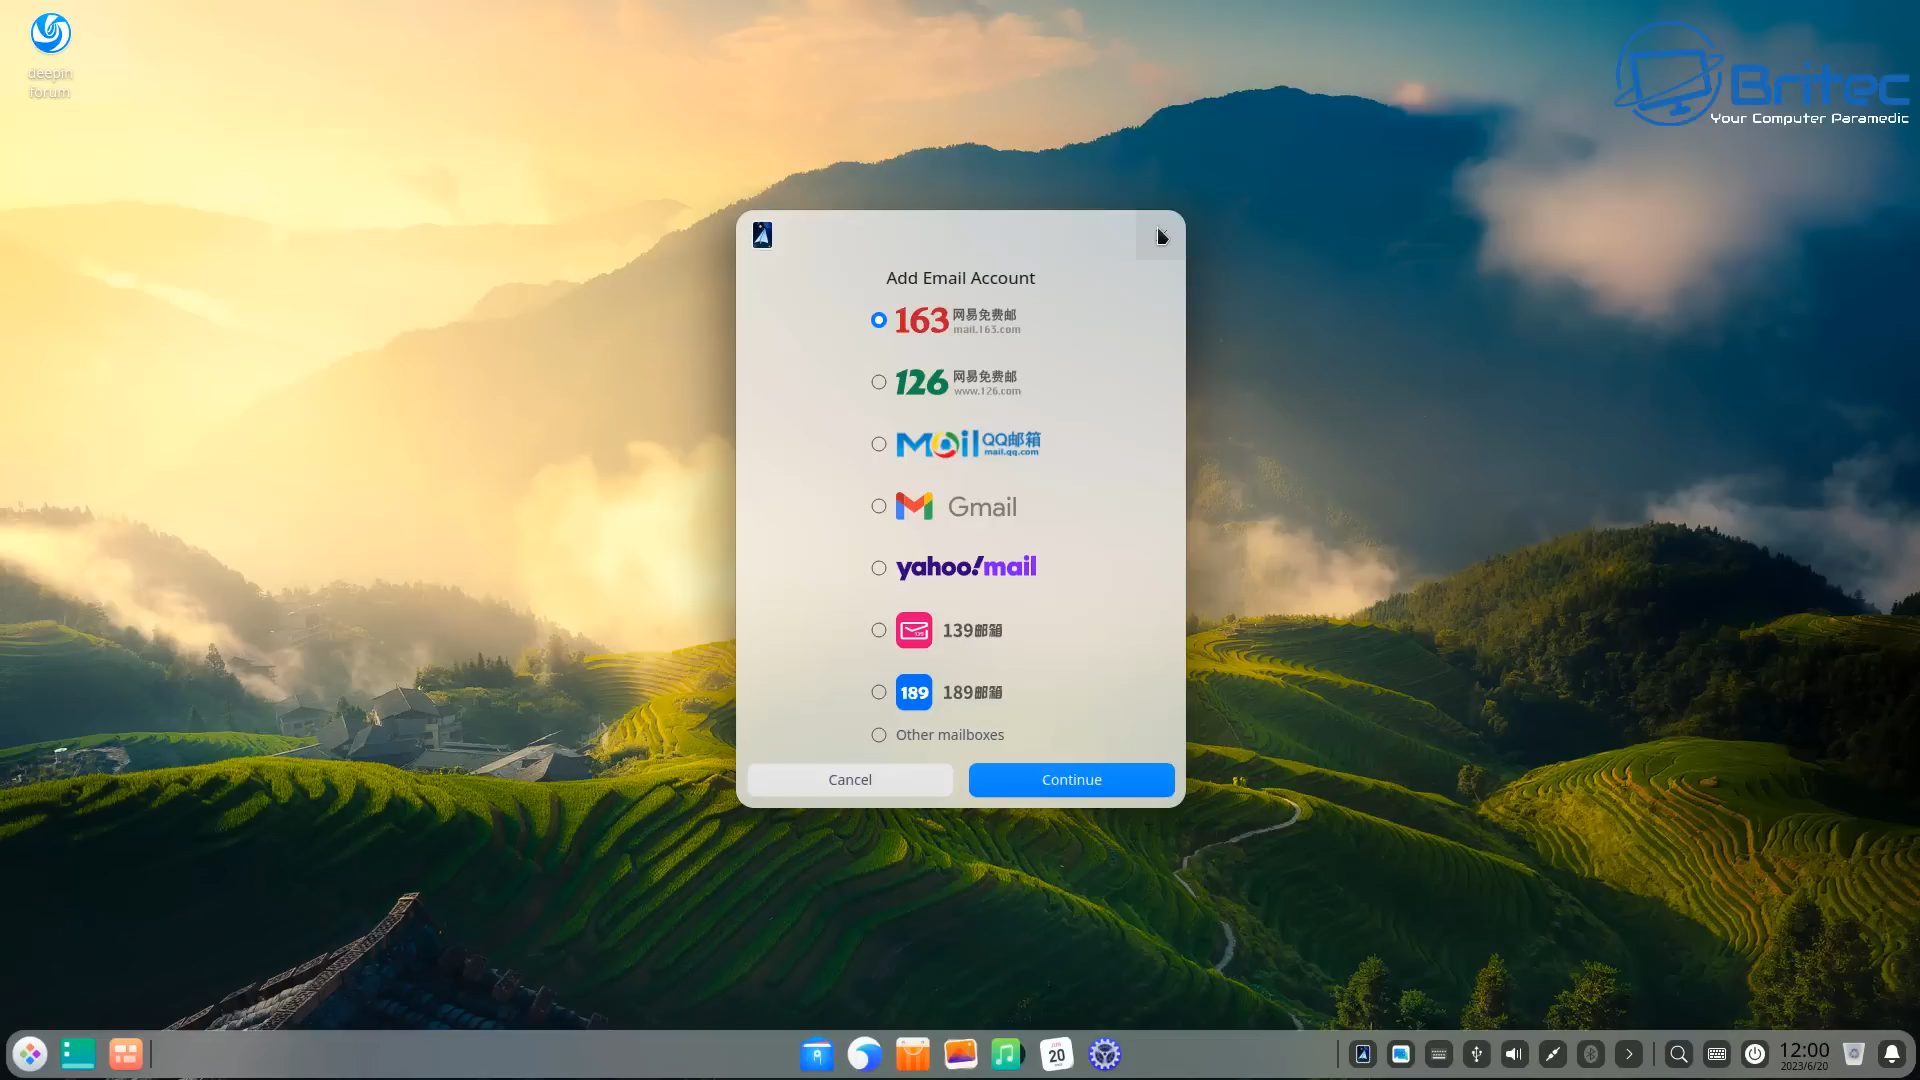 deepin
forum
Britec
Your Computer Paramedic
Add Email Account
163 网易免费邮
mail.163.com
126 网易免费邮
www.126.com
Mail QQ邮箱
mail.qq.com
Gmail
yahoo!mail
139邮箱
189 189邮箱
Other mailboxes
Cancel
Continue
JUN
20
12:00
2023/6/20